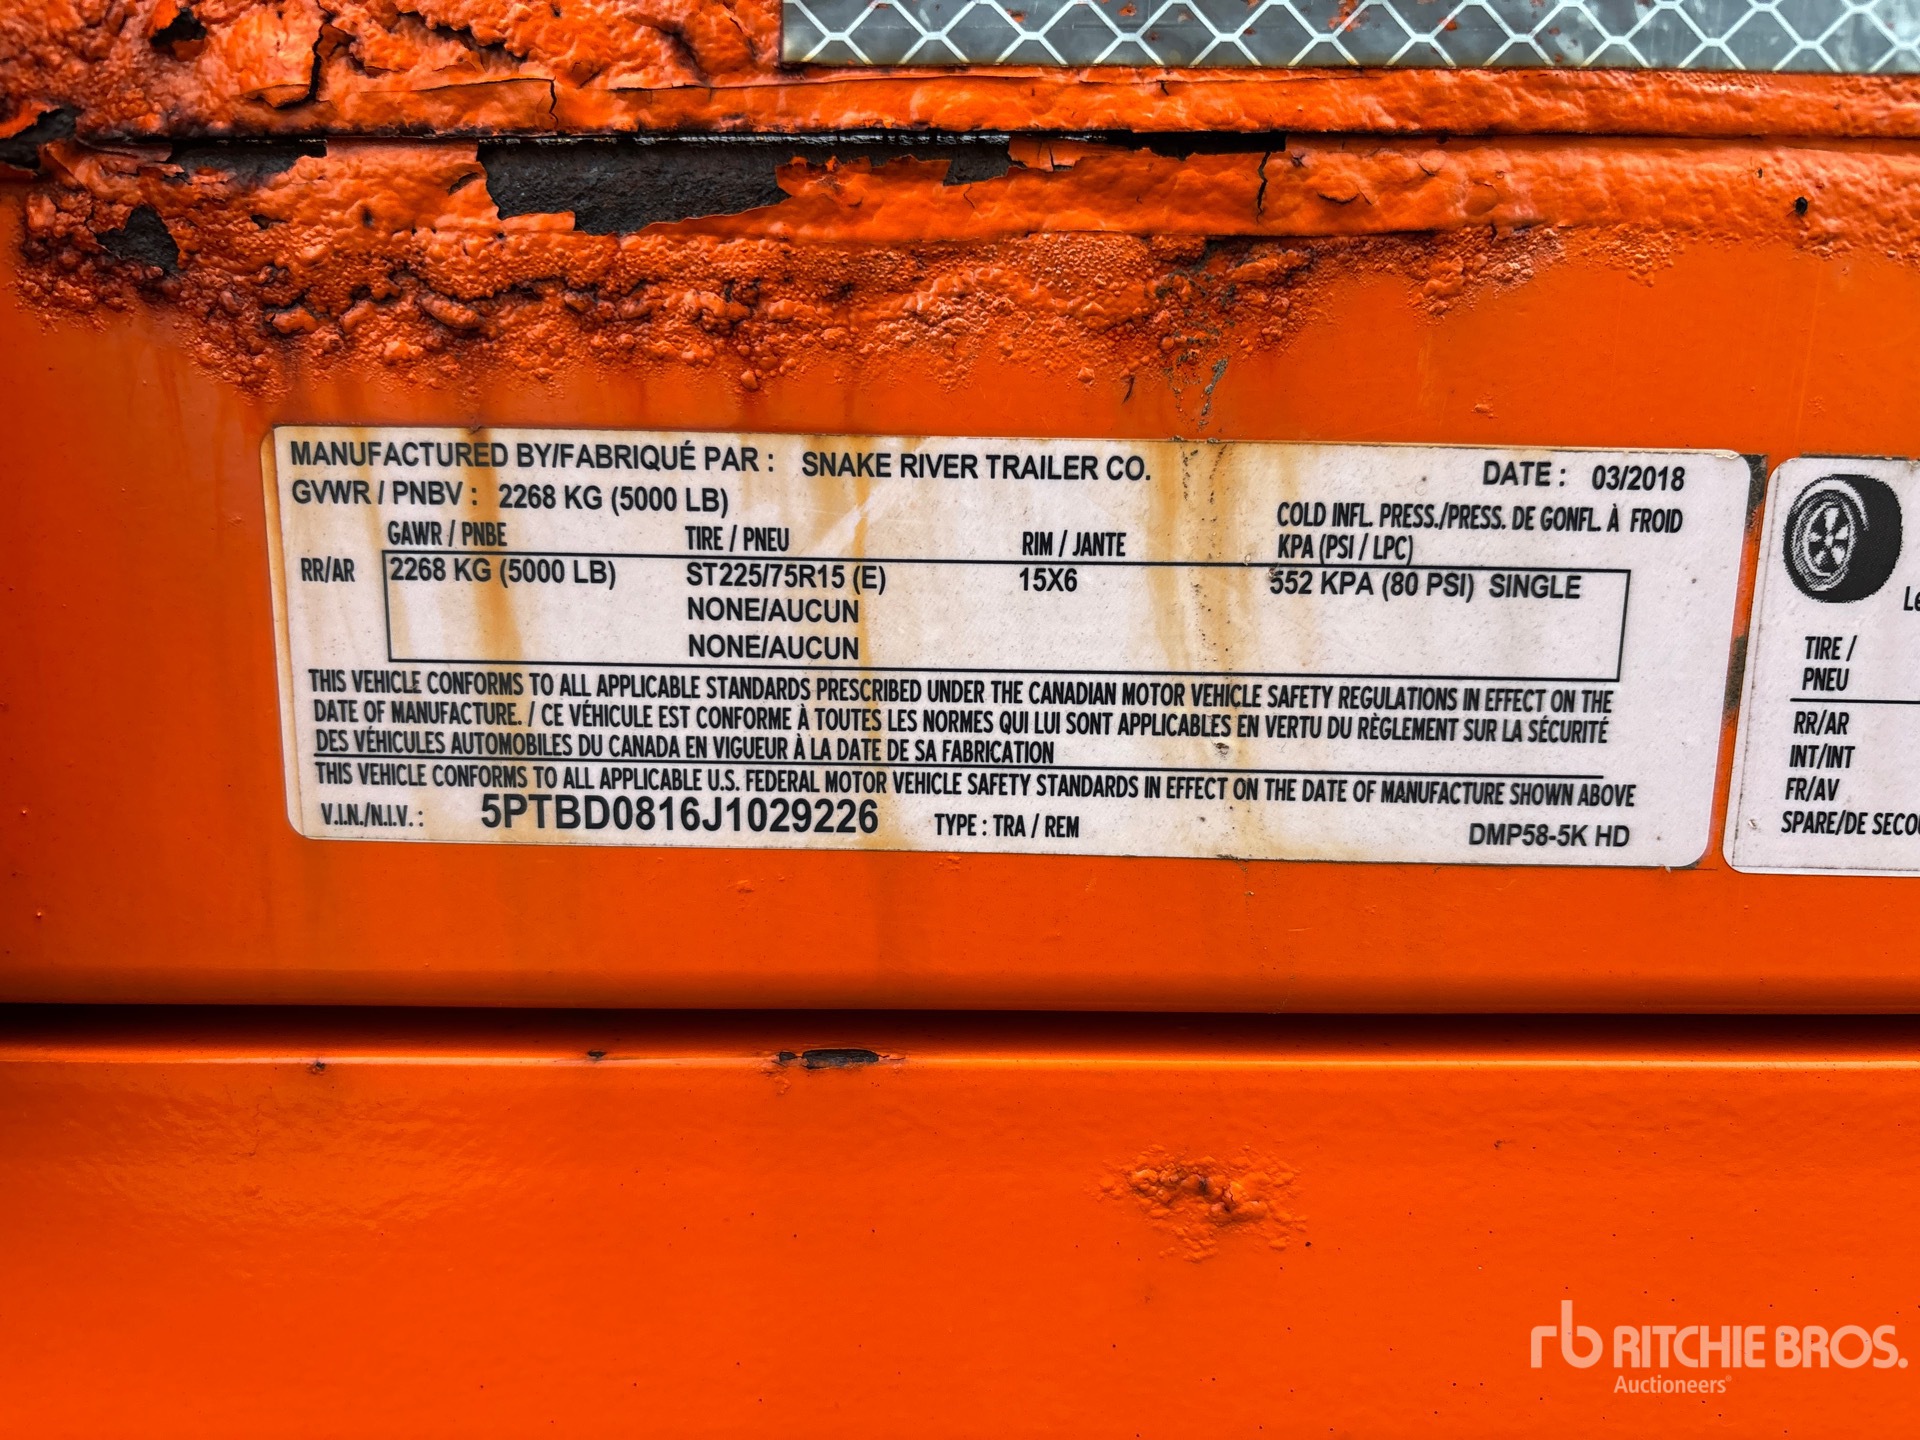 MANUFACTURED BY/FABRIQUÉ PAR : SNAKE RIVER TRAILER CO. DATE : 03/2018
GVWR / PNBV : 2268 KG (5000 LB)
GAWR / PNBE TIRE / PNEU RIM / JANTE COLD INFL. PRESS./PRESS. DE GONFL. À FROID
KPA (PSI / LPC)
RR/AR 2268 KG (5000 LB) ST225/75R15 (E) 15X6 552 KPA (80 PSI) SINGLE
NONE/AUCUN
NONE/AUCUN
THIS VEHICLE CONFORMS TO ALL APPLICABLE STANDARDS PRESCRIBED UNDER THE CANADIAN MOTOR VEHICLE SAFETY REGULATIONS IN EFFECT ON THE
DATE OF MANUFACTURE. / CE VÉHICULE EST CONFORME À TOUTES LES NORMES QUI LUI SONT APPLICABLES EN VERTU DU RÈGLEMENT SUR LA SÉCURITÉ
DES VÉHICULES AUTOMOBILES DU CANADA EN VIGUEUR À LA DATE DE SA FABRICATION
THIS VEHICLE CONFORMS TO ALL APPLICABLE U.S. FEDERAL MOTOR VEHICLE SAFETY STANDARDS IN EFFECT ON THE DATE OF MANUFACTURE SHOWN ABOVE
V.I.N./N.I.V. : 5PTBD0816J1029226 TYPE : TRA / REM DMP58-5K HD
TIRE /
PNEU
RR/AR
INT/INT
FR/AV
SPARE/DE
rb RITCHIE BROS.
Auctioneers